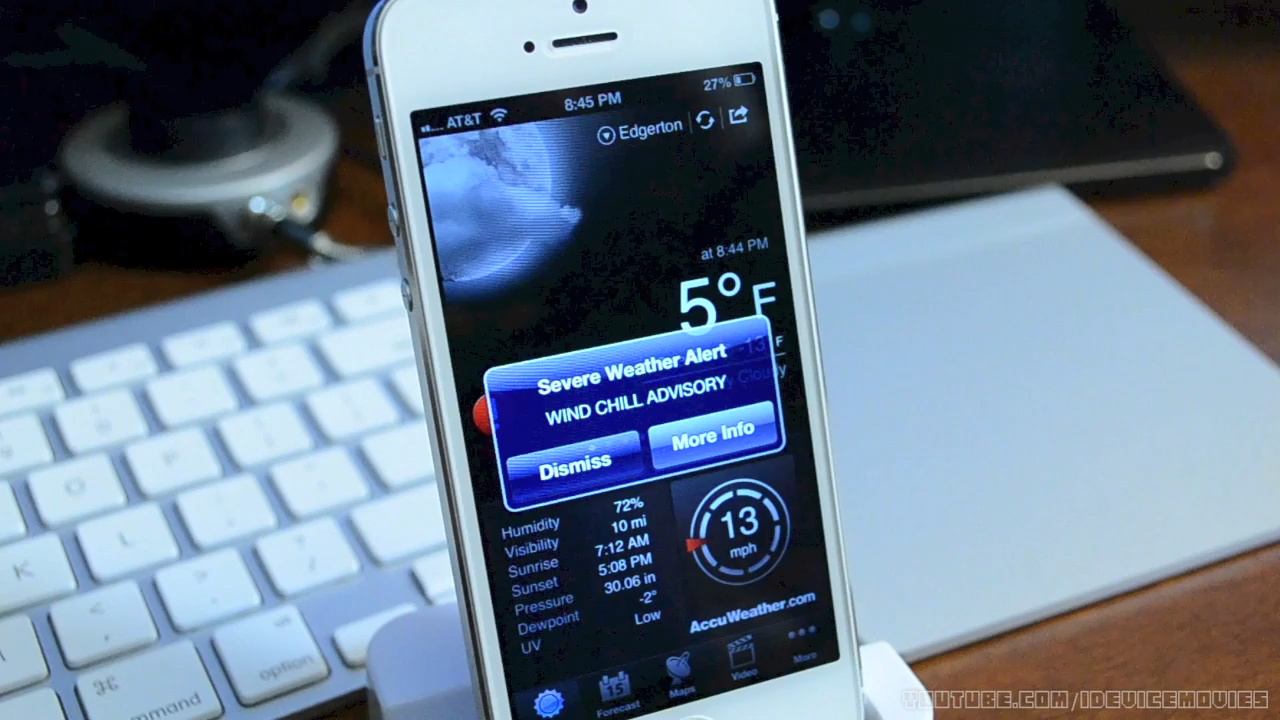 AT&T 8:45 PM 27%
Edgerton
at 8:44 PM
5° F
Severe Weather Alert
WIND CHILL ADVISORY
Dismiss More Info
Humidity 72%
Visibility 10 mi
Sunrise 7:12 AM
Sunset 5:08 PM
Pressure 30.06 in
Dewpoint -2°
UV Low
13
mph
AccuWeather.com
15
Forecast Maps Video More
K
L
O
P
option
⌘
YOUTUBE.COM/IDEVICEMOVIES